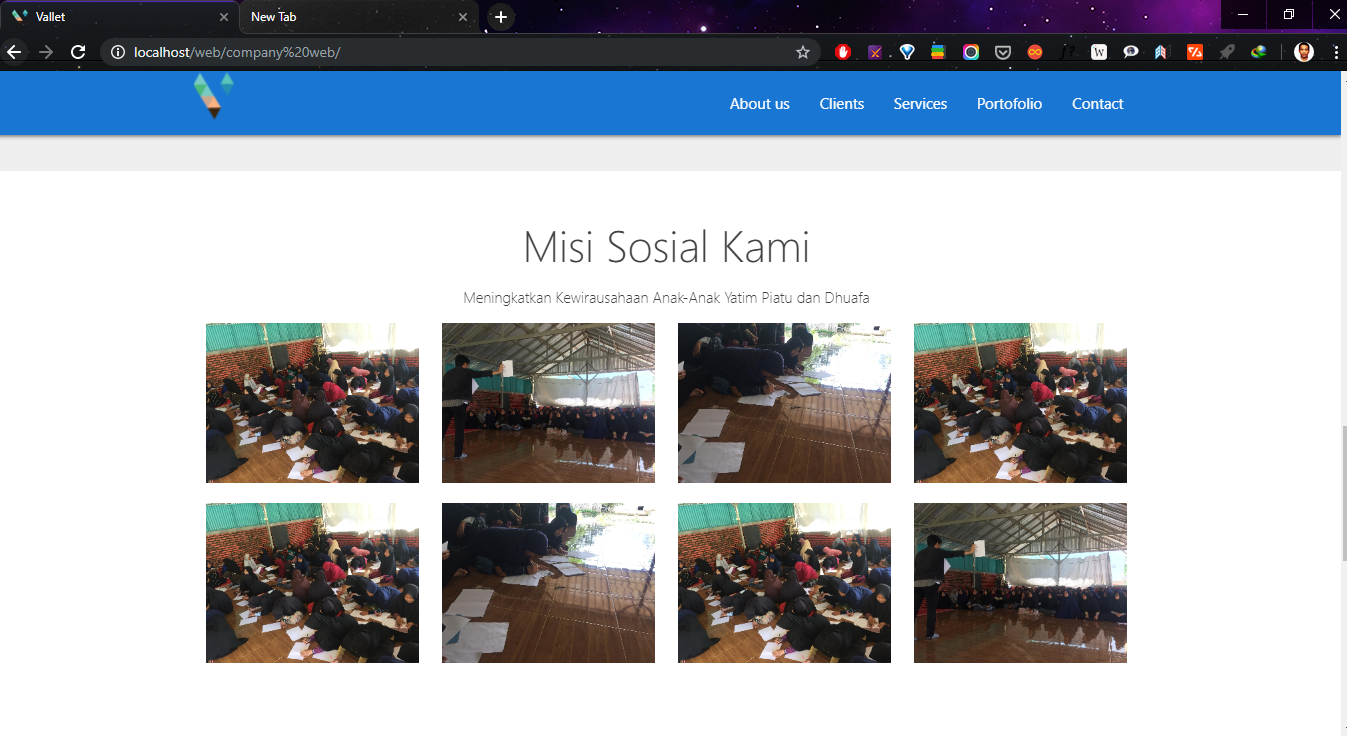 Vallet
New Tab
localhost/web/company%20web/
About us
Clients
Services
Portofolio
Contact
Misi Sosial Kami
Meningkatkan Kewirausahaan Anak-Anak Yatim Piatu dan Dhuafa